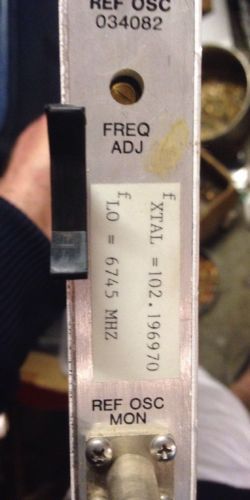 REF OSC
034082
FREQ
ADJ
fXTAL =102.196970
fLO = 6745 MHZ
REF OSC
MON